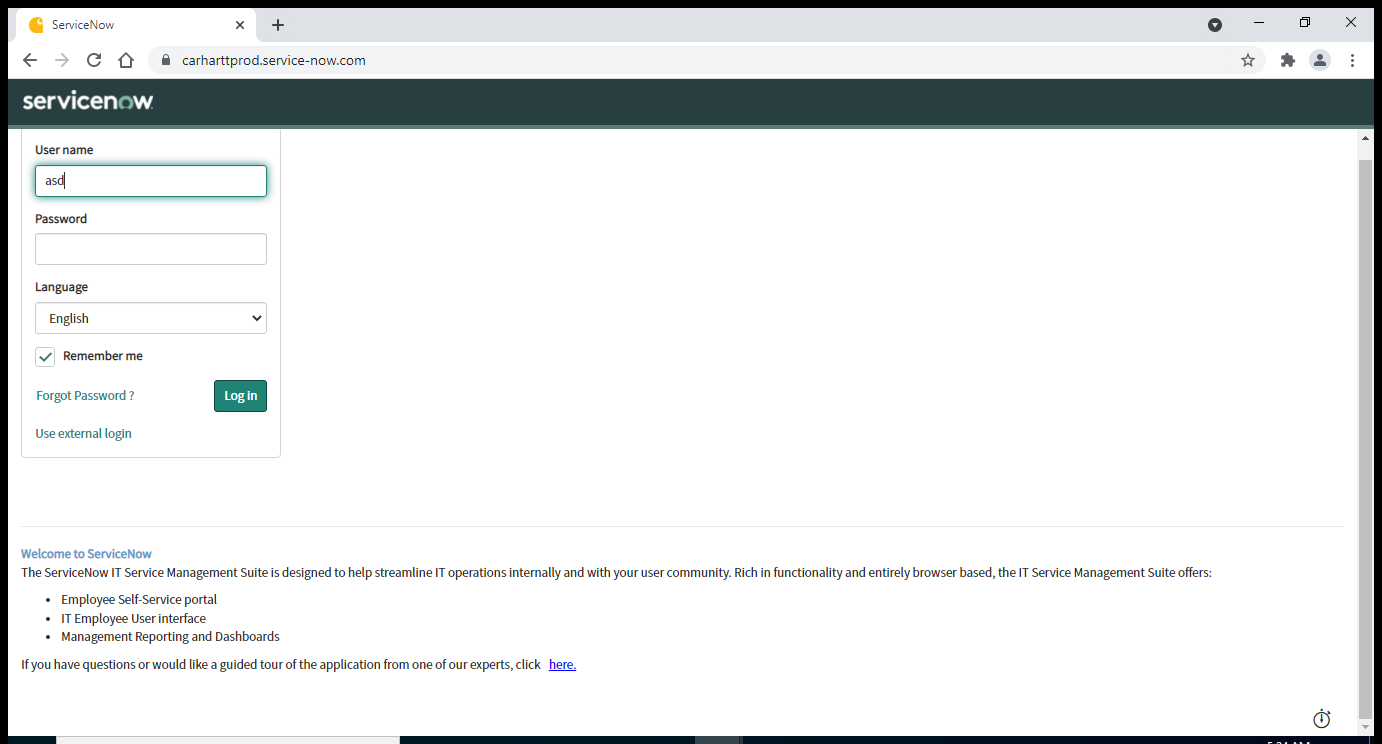 ServiceNow
carharttprod.service-now.com
servicenow
User name
asd
Password
Language
English
Remember me
Forgot Password ?
Log in
Use external login
Welcome to ServiceNow
The ServiceNow IT Service Management Suite is designed to help streamline IT operations internally and with your user community. Rich in functionality and entirely browser based, the IT Service Management Suite offers:
Employee Self-Service portal
IT Employee User interface
Management Reporting and Dashboards
If you have questions or would like a guided tour of the application from one of our experts, click here.